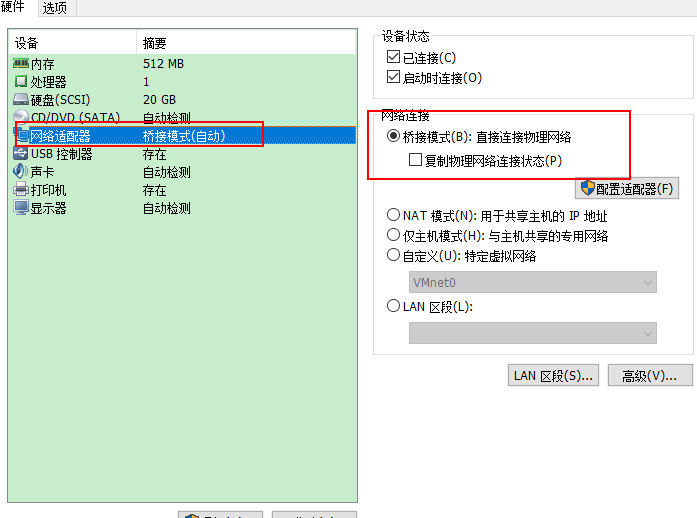 硬件 选项
设备 摘要
内存 512 MB
处理器 1
硬盘(SCSI) 20 GB
CD/DVD (SATA) 自动检测
网络适配器 桥接模式(自动)
USB 控制器 存在
声卡 自动检测
打印机 存在
显示器 自动检测
设备状态
已连接(C)
启动时连接(O)
网络连接
桥接模式(B): 直接连接物理网络
复制物理网络连接状态(P)
配置适配器(F)
NAT 模式(N): 用于共享主机的 IP 地址
仅主机模式(H): 与主机共享的专用网络
自定义(U): 特定虚拟网络
VMnet0
LAN 区段(L):
LAN 区段(S)... 高级(V)...